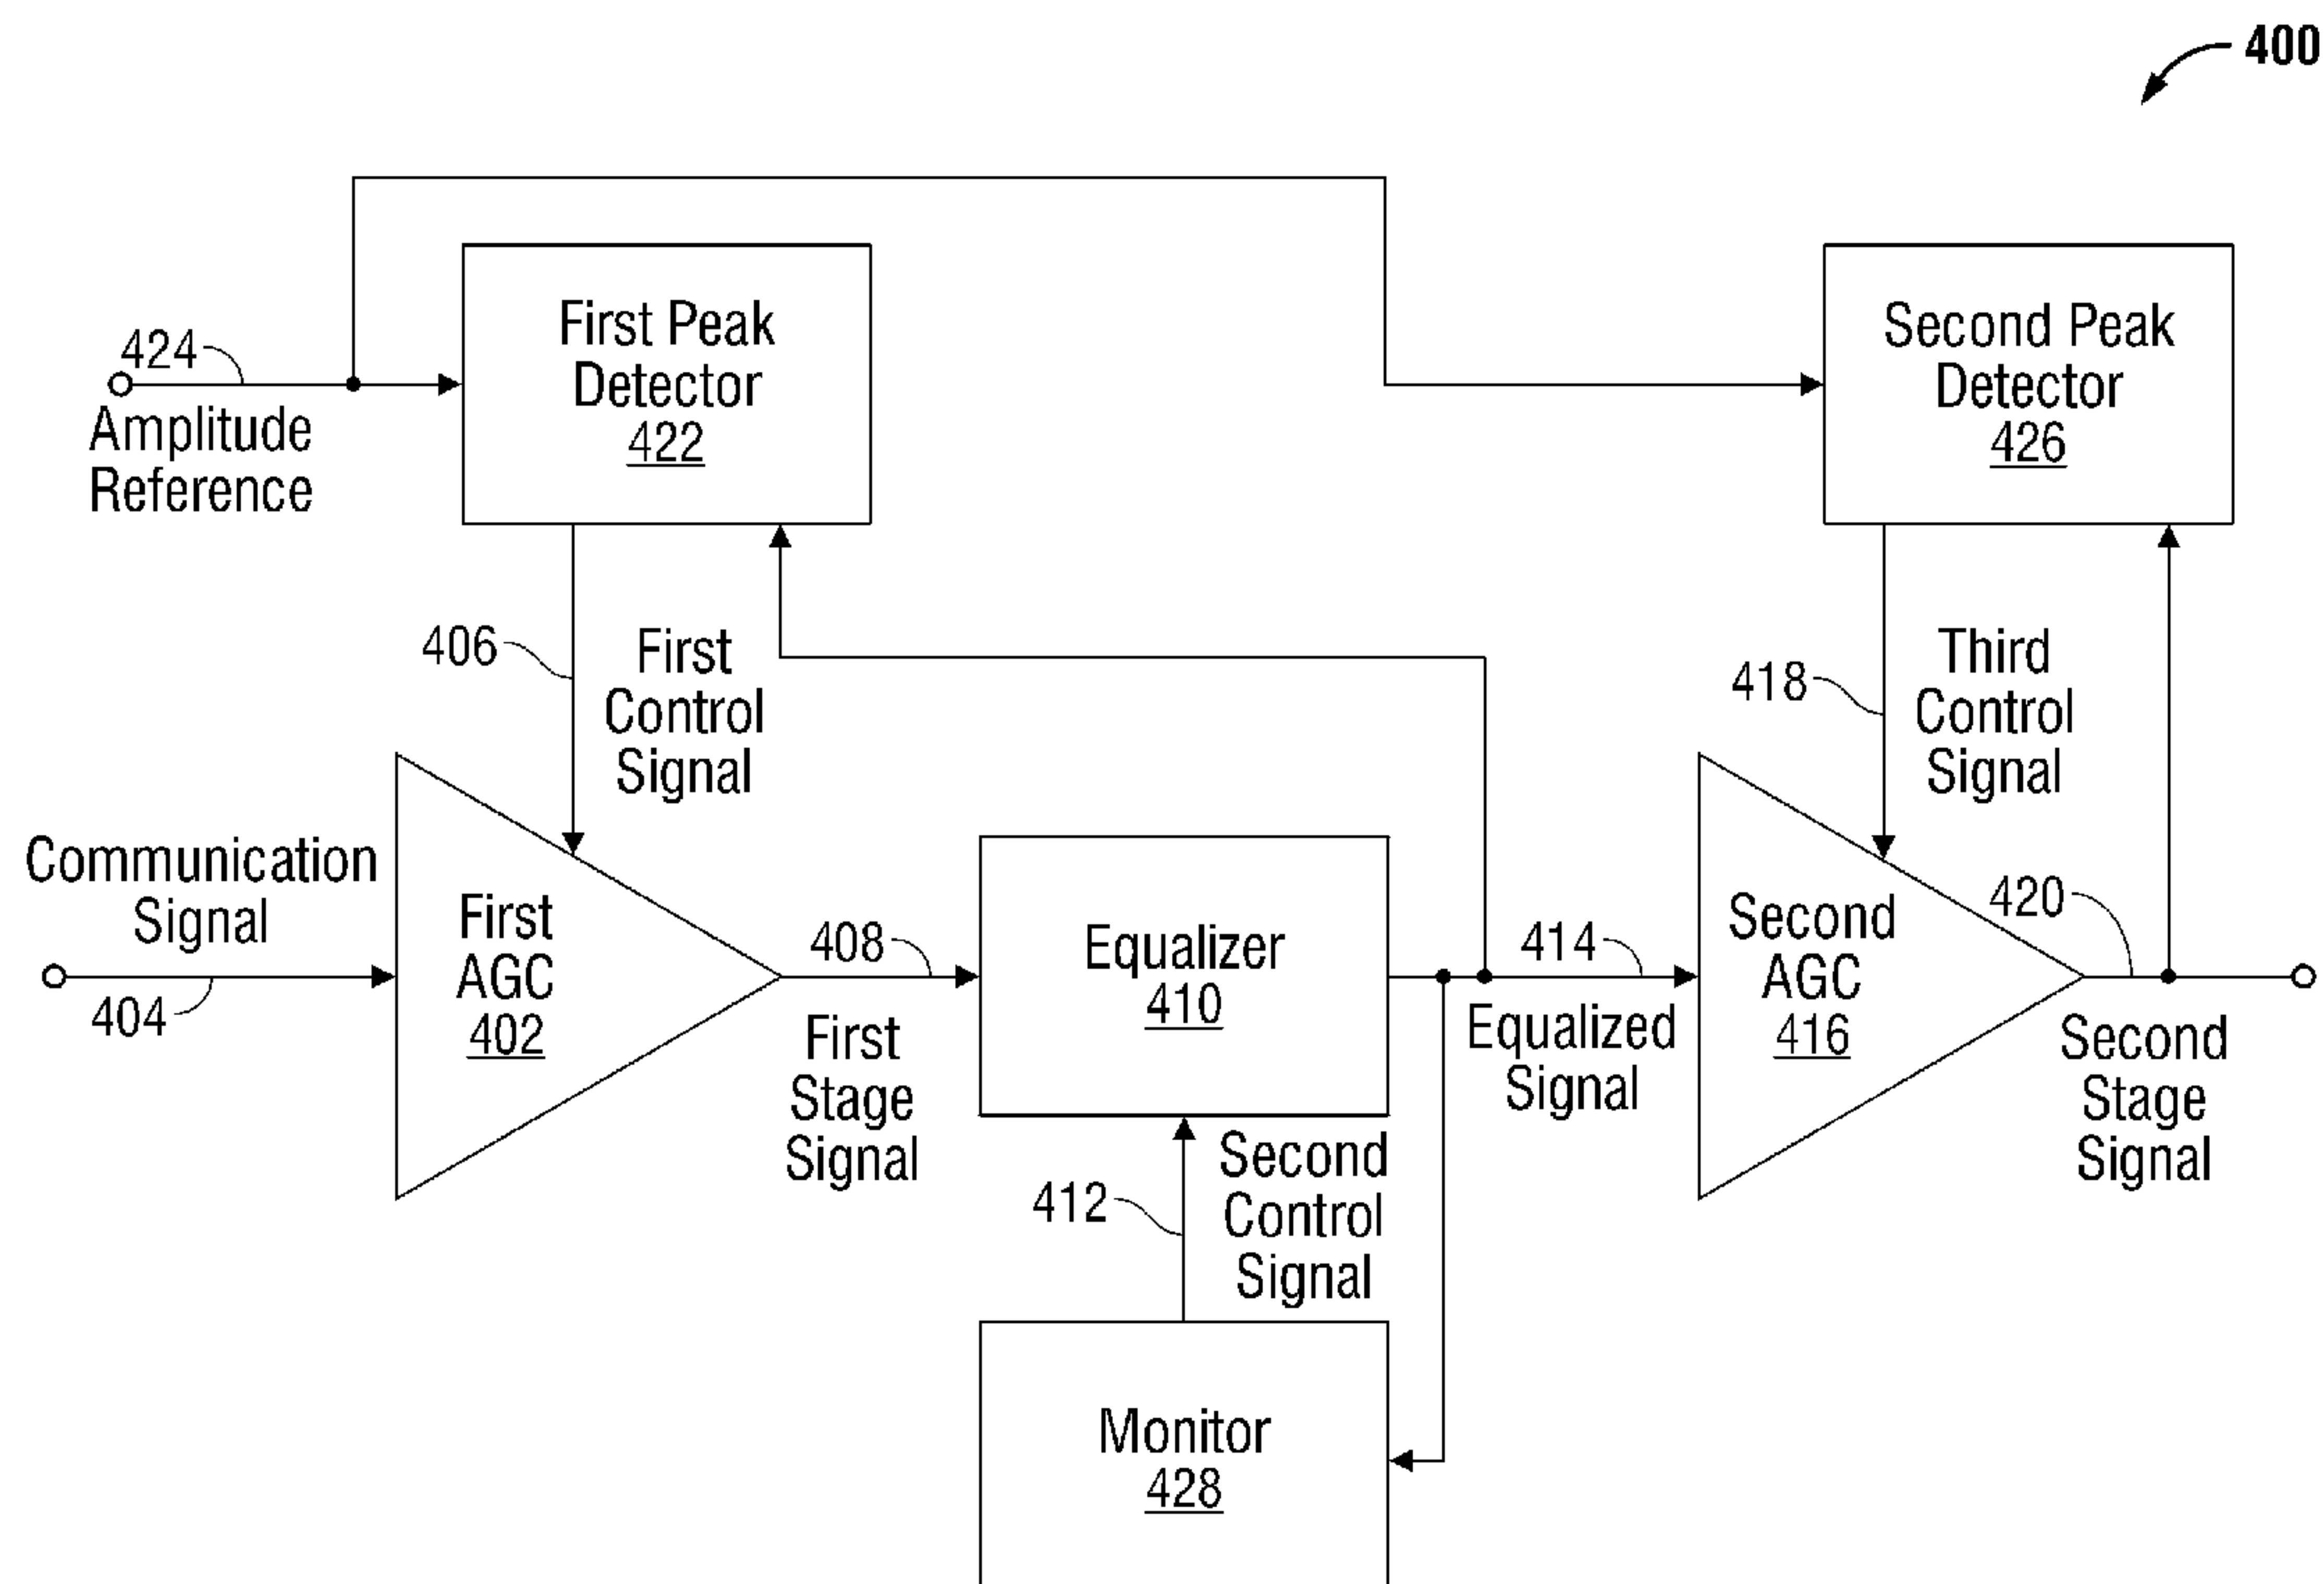 400
First Peak
Detector
422
Second Peak
Detector
426
424
Amplitude
Reference
406
First
Control
Signal
418
Third
Control
Signal
Communication
Signal
404
First
AGC
402
408
First
Stage
Signal
Equalizer
410
414
Equalized
Signal
Second
AGC
416
420
Second
Stage
Signal
412
Second
Control
Signal
Monitor
428